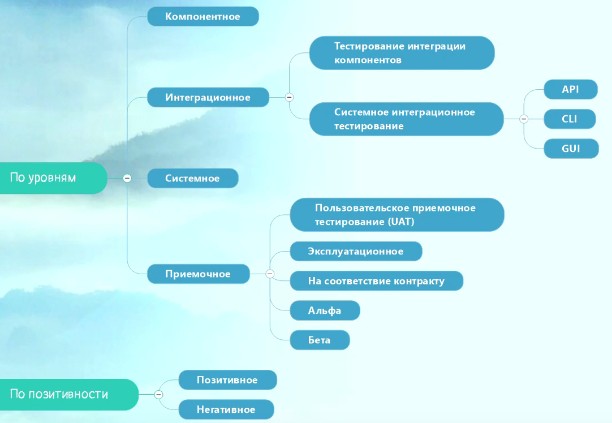 Компонентное
Тестирование интеграции
компонентов
Интеграционное
Системное интеграционное
тестирование
API
CLI
GUI
По уровням
Системное
Приемочное
Пользовательское приемочное
тестирование (UAT)
Эксплуатационное
На соответствие контракту
Альфа
Бета
По позитивности
Позитивное
Негативное